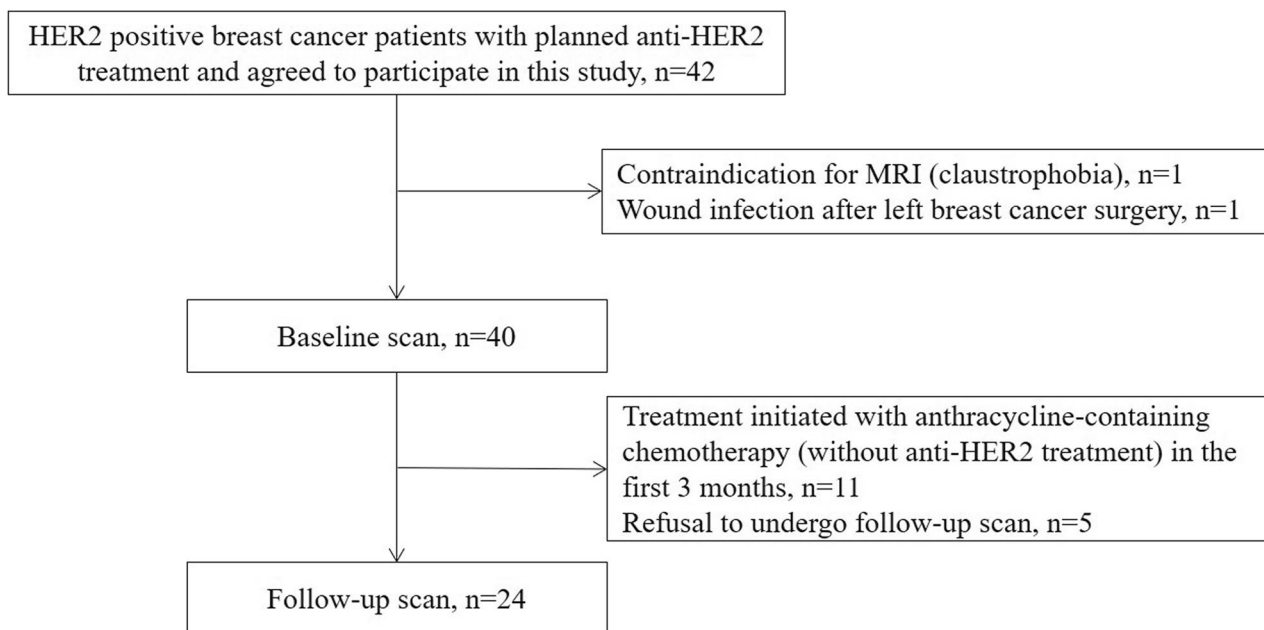 HER2 positive breast cancer patients with planned anti-HER2
treatment and agreed to participate in this study, n=42
Contraindication for MRI (claustrophobia), n=1
Wound infection after left breast cancer surgery, n=1
Baseline scan, n=40
Treatment initiated with anthracycline-containing
chemotherapy (without anti-HER2 treatment) in the
first 3 months, n=11
Refusal to undergo follow-up scan, n=5
Follow-up scan, n=24